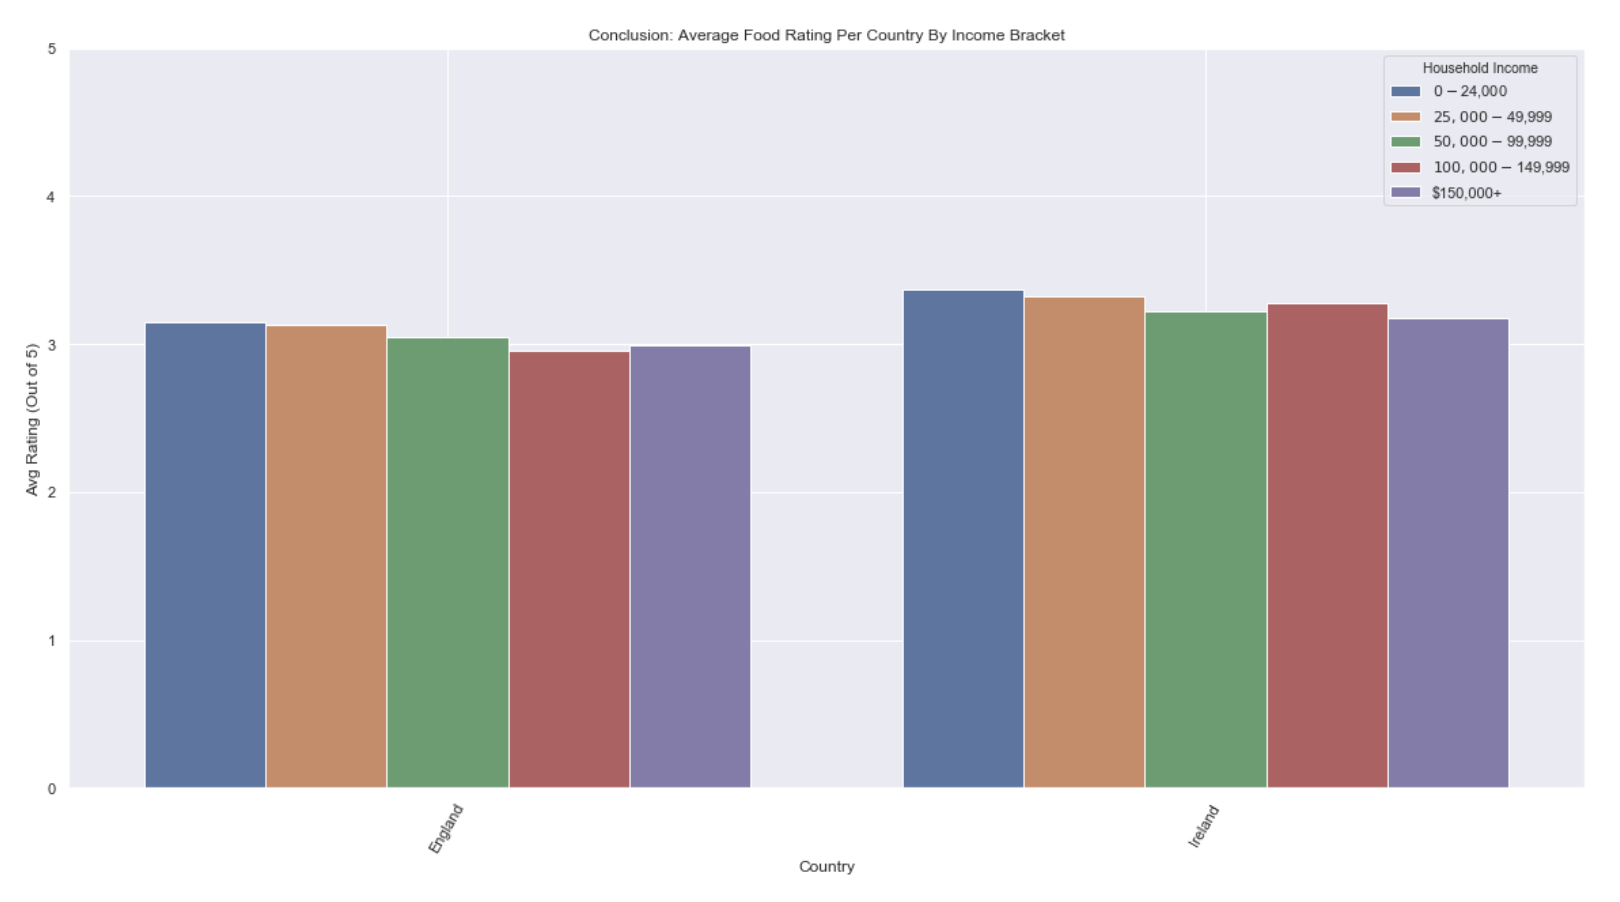 Conclusion: Average Food Rating Per Country By Income Bracket
5
4
3
2
1
0
Avg Rating (Out of 5)
Household Income
0 − 24,000
25, 000 − 49,999
50, 000 − 99,999
100, 000 − 149,999
$150,000+
England
Ireland
Country